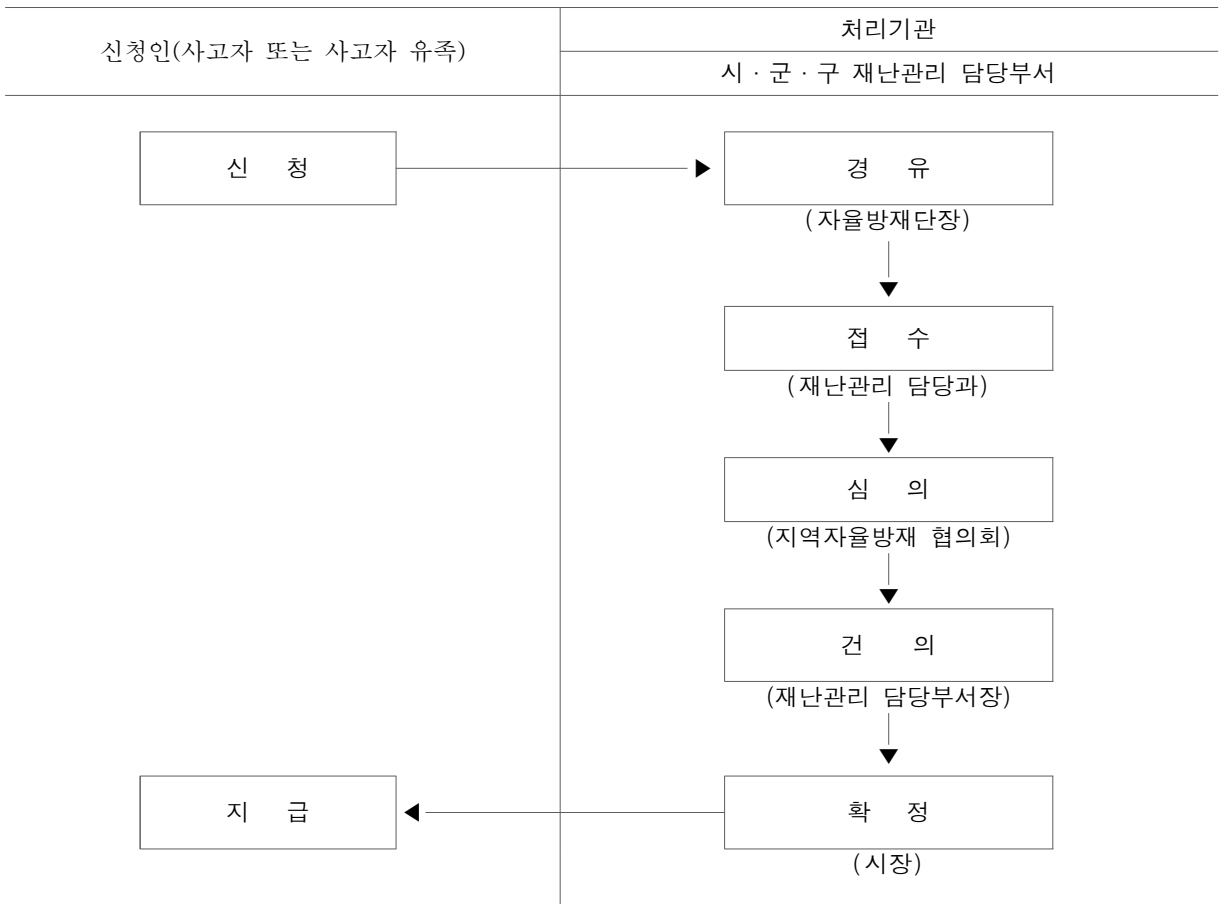 신청인(사고자 또는 사고자 유족)
처리기관
시 · 군 · 구 재난관리 담당부서
신 청
경 유
(자율방재단장)
접 수
(재난관리 담당과)
심 의
(지역자율방재 협의회)
건 의
(재난관리 담당부서장)
지 급
확 정
(시장)